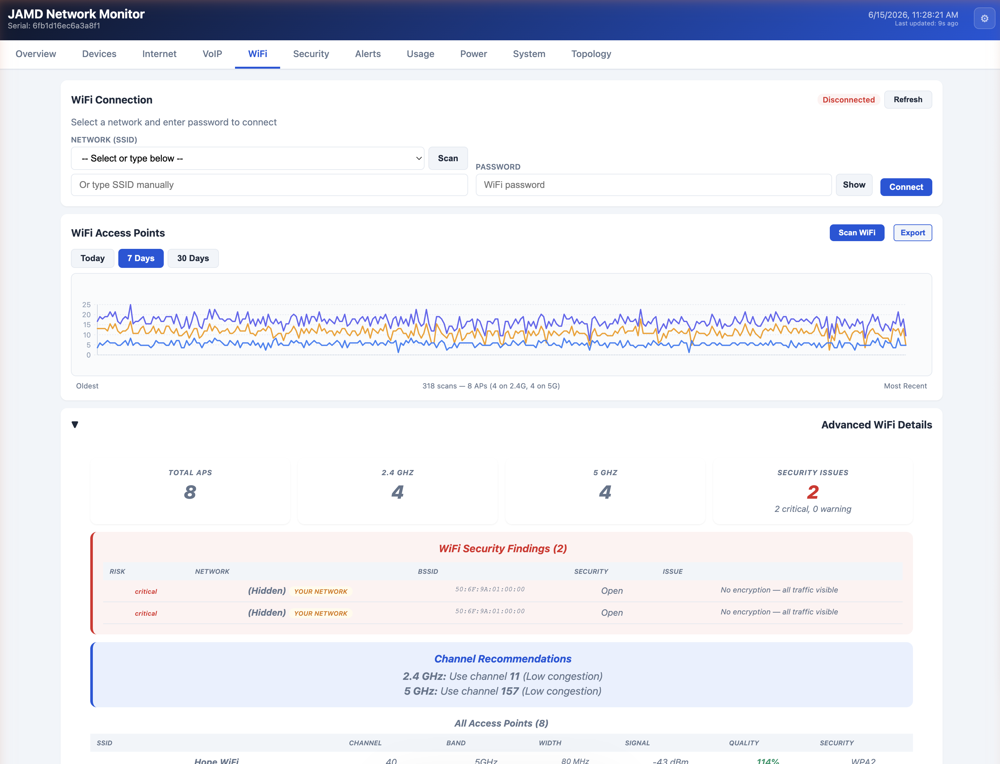 JAMD Network Monitor
Serial: 6fb1d16ec6a3a8f1
6/15/2026, 11:28:21 AM
Last updated: 9s ago
Overview Devices Internet VoIP WiFi Security Alerts Usage Power System Topology
WiFi Connection
Disconnected Refresh
Select a network and enter password to connect
NETWORK (SSID)
-- Select or type below -- Scan
PASSWORD
Or type SSID manually WiFi password Show Connect
WiFi Access Points
Scan WiFi Export
Today 7 Days 30 Days
25
20
15
10
5
0
Oldest 318 scans — 8 APs (4 on 2.4G, 4 on 5G) Most Recent
▼ Advanced WiFi Details
TOTAL APS 2.4 GHZ 5 GHZ SECURITY ISSUES
8 4 4 2
2 critical, 0 warning
WiFi Security Findings (2)
RISK NETWORK BSSID SECURITY ISSUE
critical (Hidden) YOUR NETWORK 50:6F:9A:01:00:00 Open No encryption — all traffic visible
critical (Hidden) YOUR NETWORK 50:6F:9A:01:00:00 Open No encryption — all traffic visible
Channel Recommendations
2.4 GHz: Use channel 11 (Low congestion)
5 GHz: Use channel 157 (Low congestion)
All Access Points (8)
SSID CHANNEL BAND WIDTH SIGNAL QUALITY SECURITY
Hope WiFi 40 5GHz 80 MHz -43 dBm 114% WPA2